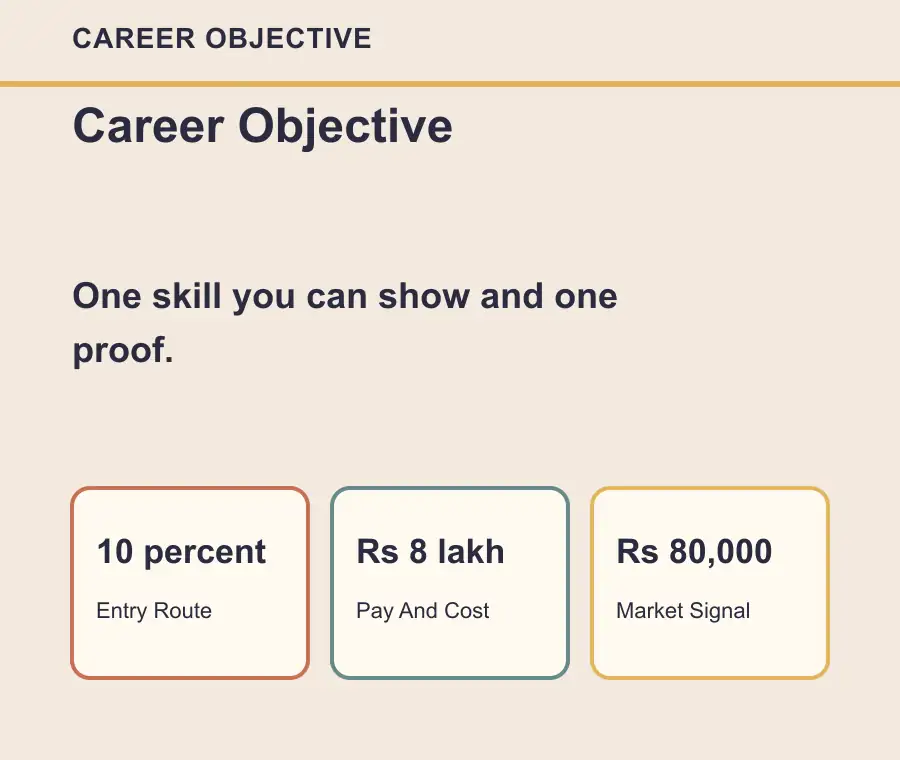 CAREER OBJECTIVE
Career Objective
One skill you can show and one
proof.
10 percent
Entry Route
Rs 8 lakh
Pay And Cost
Rs 80,000
Market Signal